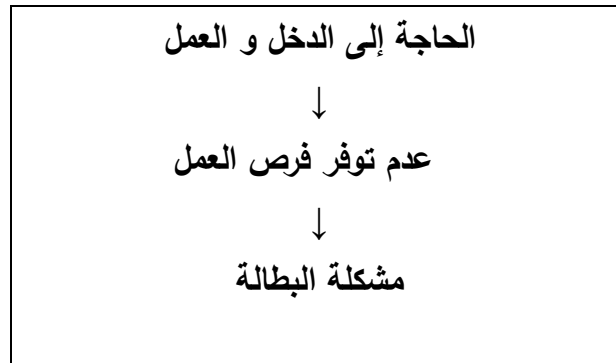 الحاجة إلى الدخل و العمل
↓
عدم توفر فرص العمل
↓
مشكلة البطالة